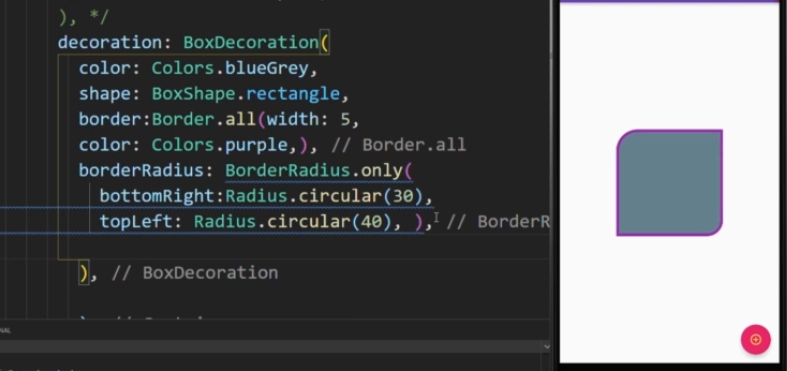 ), */
decoration: BoxDecoration(
color: Colors.blueGrey,
shape: BoxShape.rectangle,
border:Border.all(width: 5,
color: Colors.purple,), // Border.all
borderRadius: BorderRadius.only(
bottomRight:Radius.circular(30),
topLeft: Radius.circular(40), ), // BorderR
), // BoxDecoration
NAL